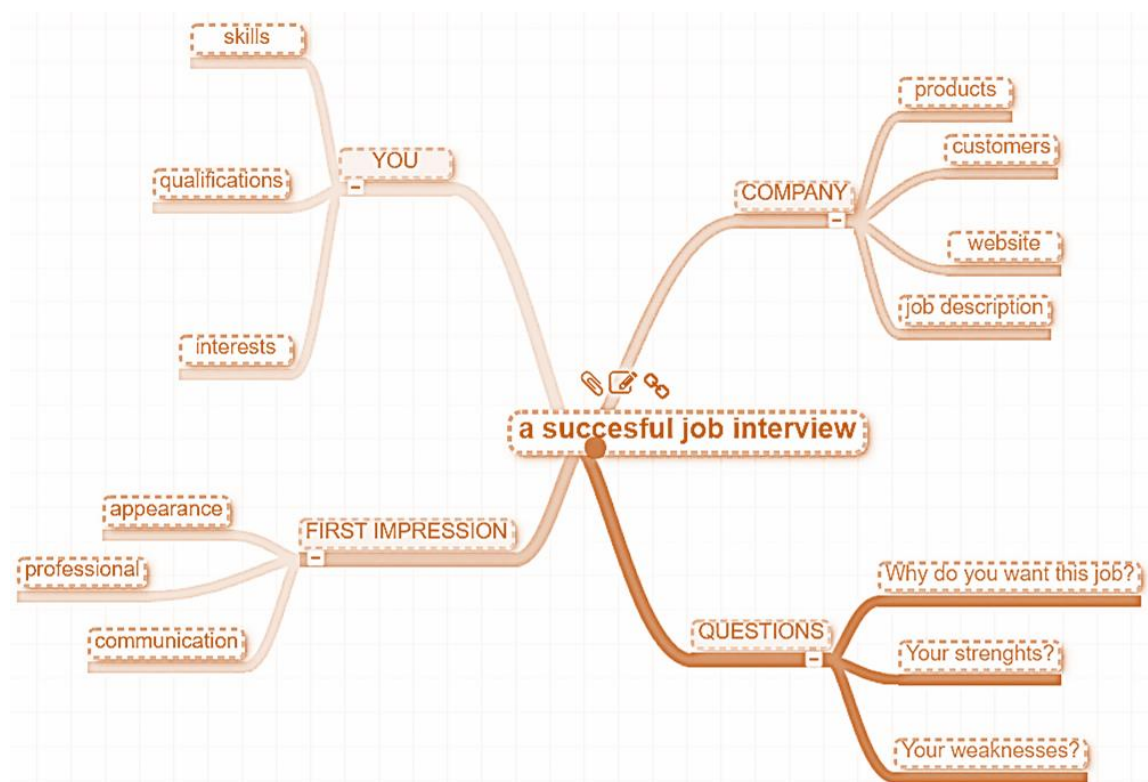 skills
YOU
qualifications
interests
products
customers
COMPANY
website
job description
a succesful job interview
appearance
FIRST IMPRESSION
professional
communication
Why do you want this job?
QUESTIONS
Your strenghts?
Your weaknesses?